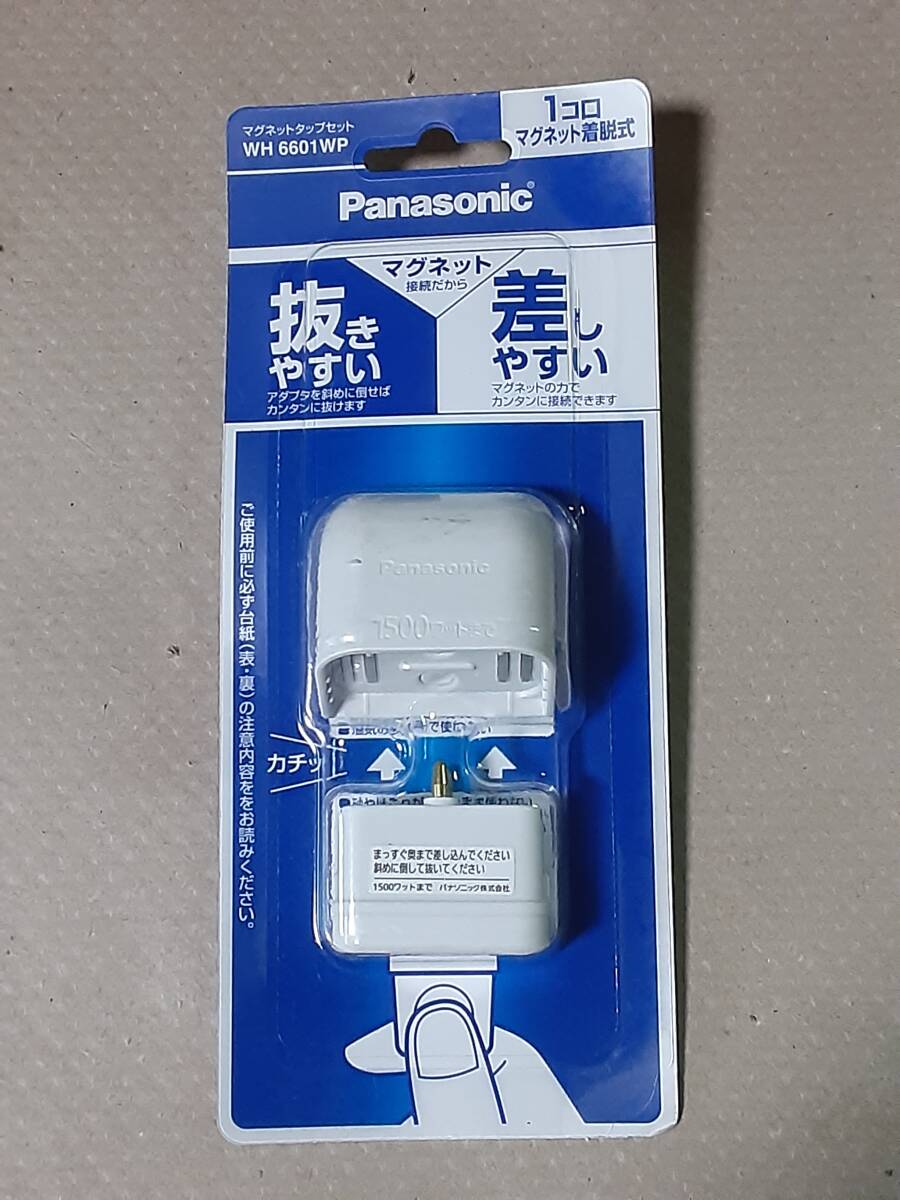 マグネットタップセット
WH 6601WP
1コロ
マグネット着脱式
Panasonic
マグネット
接続だから
抜き
やすい
アダプタを斜めに倒せば
カンタンに抜けます
差し
やすい
マグネットの力で
カンタンに接続できます
ご使用前に必ず台紙(表・裏)の注意内容ををお読みください。
Panasonic
1500ワットまで
カチッ
まっすぐ奥まで差し込んでください
斜めに倒して抜いてください
1500ワットまで パナソニック株式会社